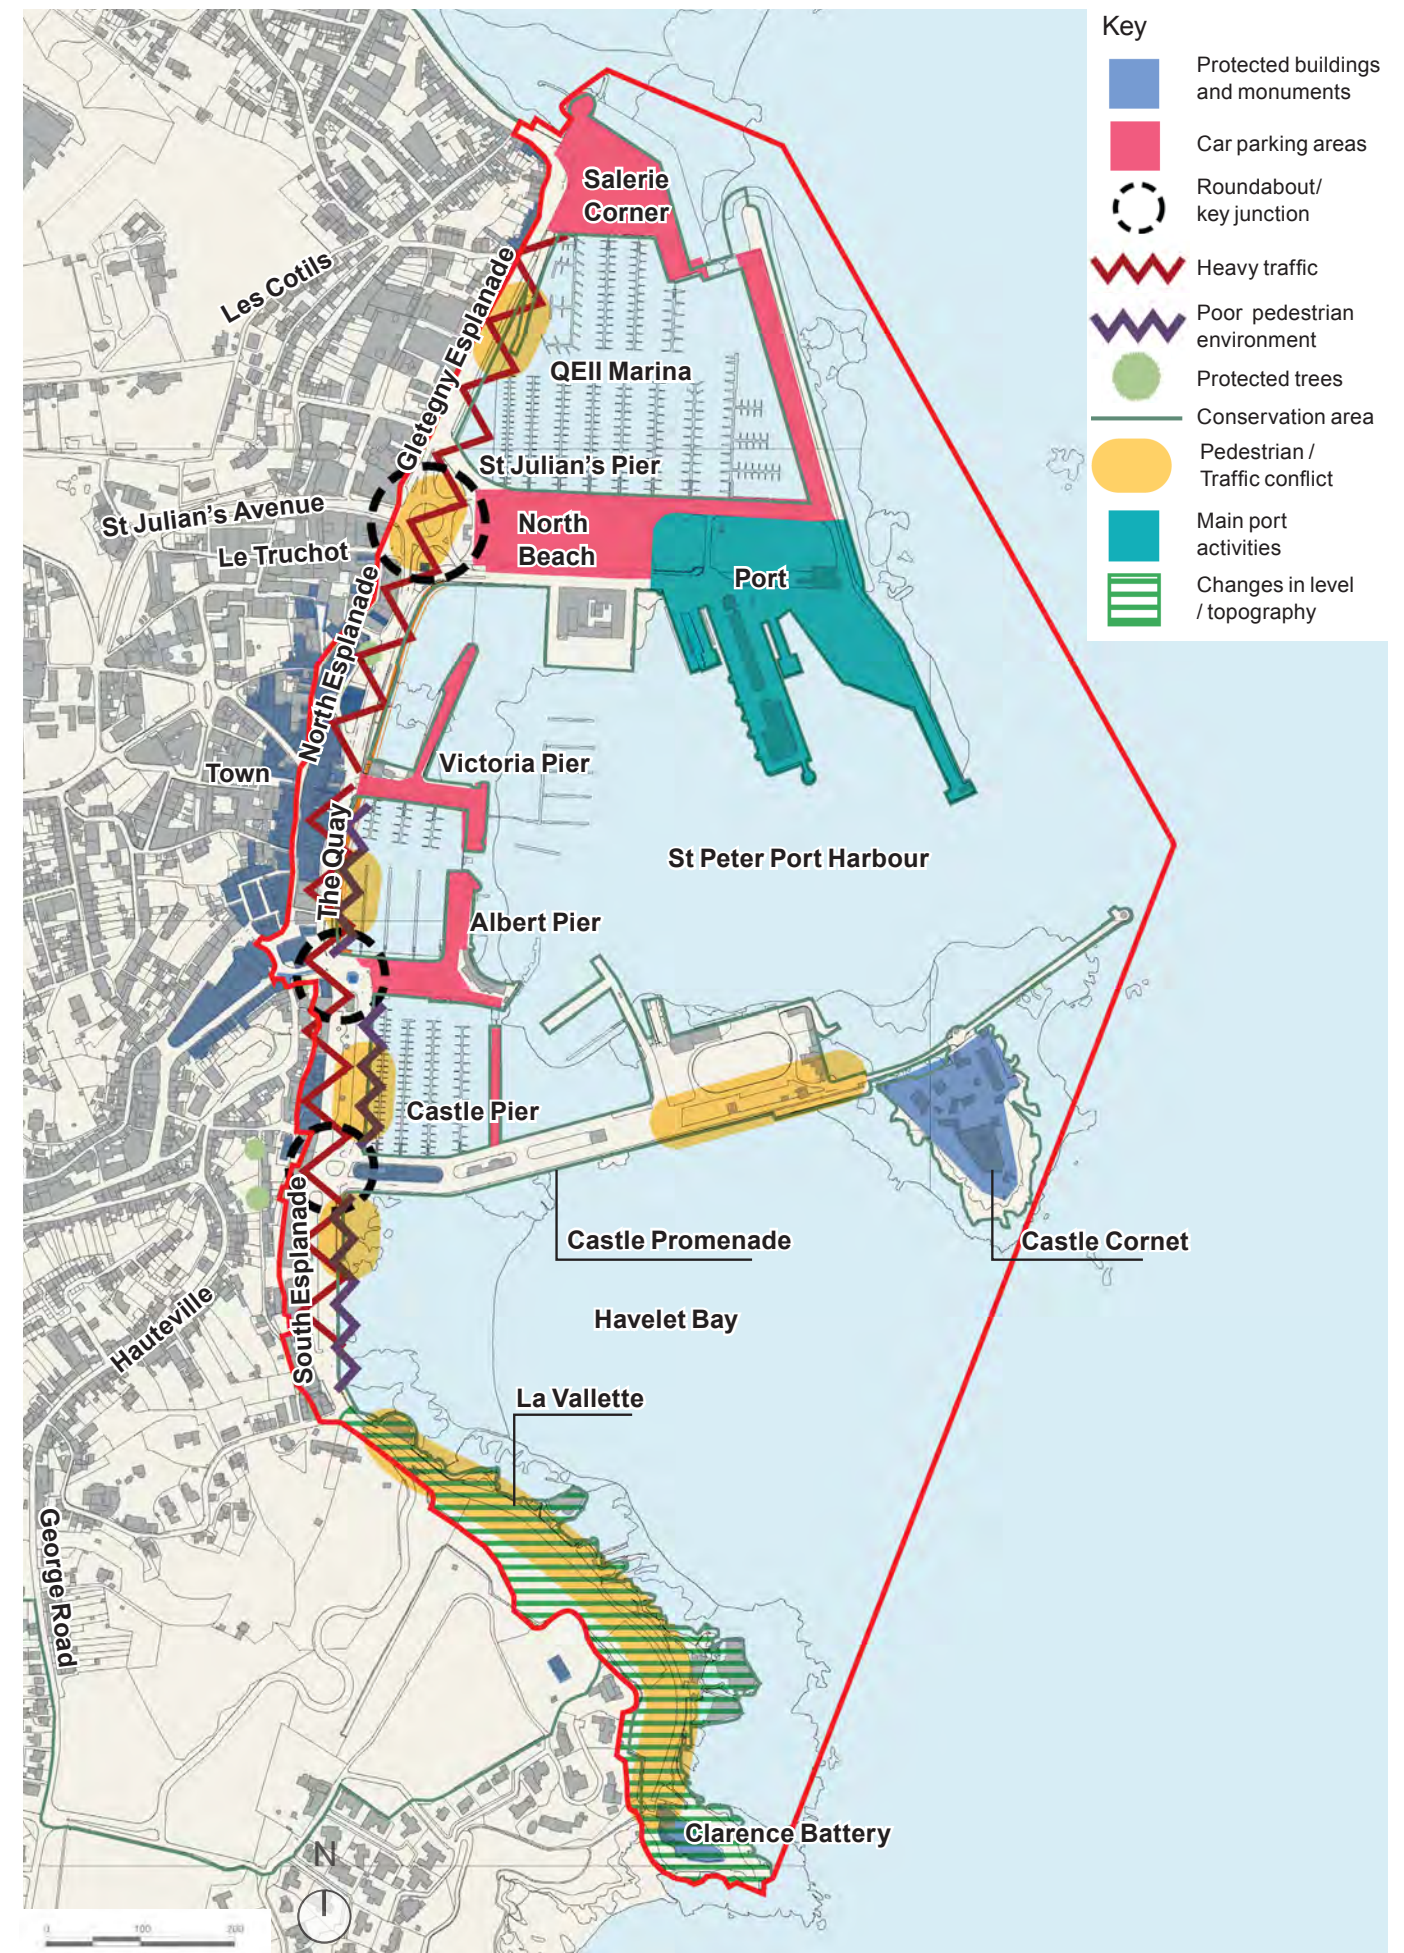 Key
Protected buildings
and monuments
Car parking areas
Roundabout/
key junction
Heavy traffic
Poor pedestrian
environment
Protected trees
Conservation area
Pedestrian /
Traffic conflict
Main port
activities
Changes in level
/ topography
Salerie
Corner
Les Cotils
Gletegny Esplanade
QEII Marina
St Julian's Pier
St Julian's Avenue
Le Truchot
North
Beach
Port
North Esplanade
Town
Victoria Pier
The Quay
St Peter Port Harbour
Albert Pier
Castle Pier
Castle Promenade
Castle Cornet
South Esplanade
Hauteville
Havelet Bay
La Vallette
George Road
Clarence Battery
N
0 100 200